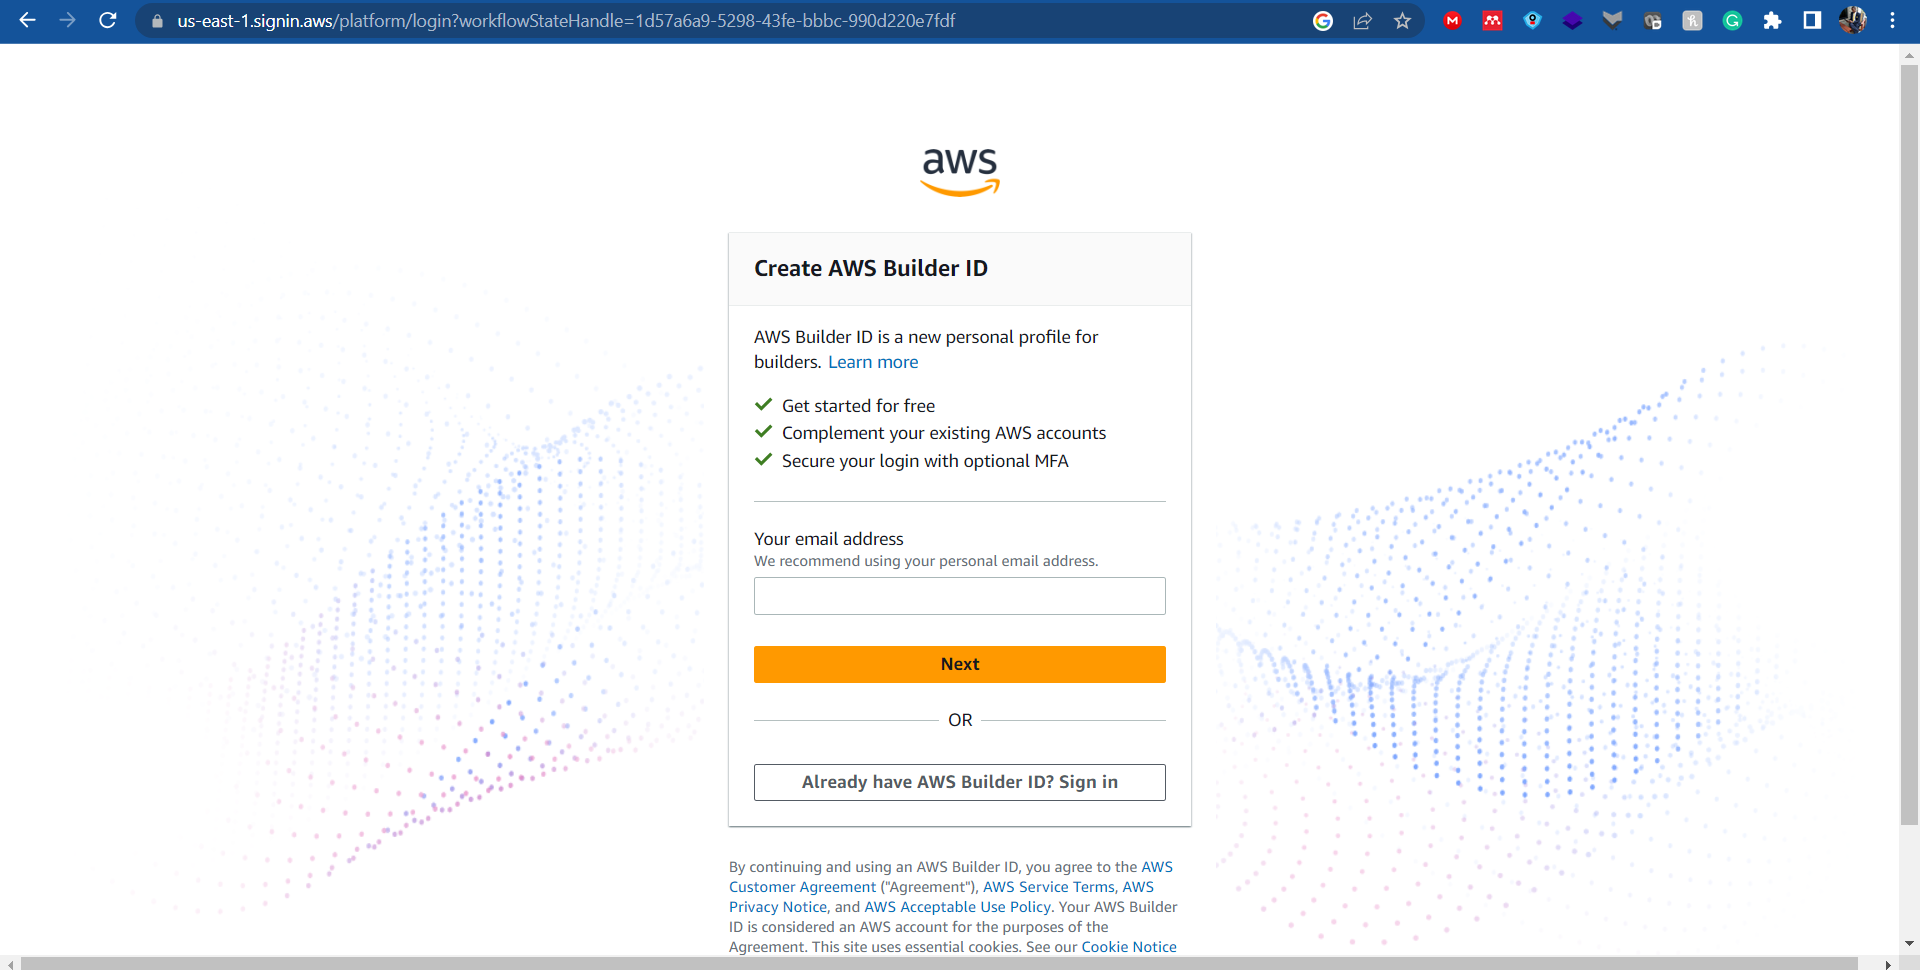 us-east-1.signin.aws/platform/login?workflowStateHandle=1d57a6a9-5298-43fe-bbbc-990d220e7fdf
aws
Create AWS Builder ID
AWS Builder ID is a new personal profile for
builders. Learn more
Get started for free
Complement your existing AWS accounts
Secure your login with optional MFA
Your email address
We recommend using your personal email address.
Next
OR
Already have AWS Builder ID? Sign in
By continuing and using an AWS Builder ID, you agree to the AWS
Customer Agreement ("Agreement"), AWS Service Terms, AWS
Privacy Notice, and AWS Acceptable Use Policy. Your AWS Builder
ID is considered an AWS account for the purposes of the
Agreement. This site uses essential cookies. See our Cookie Notice